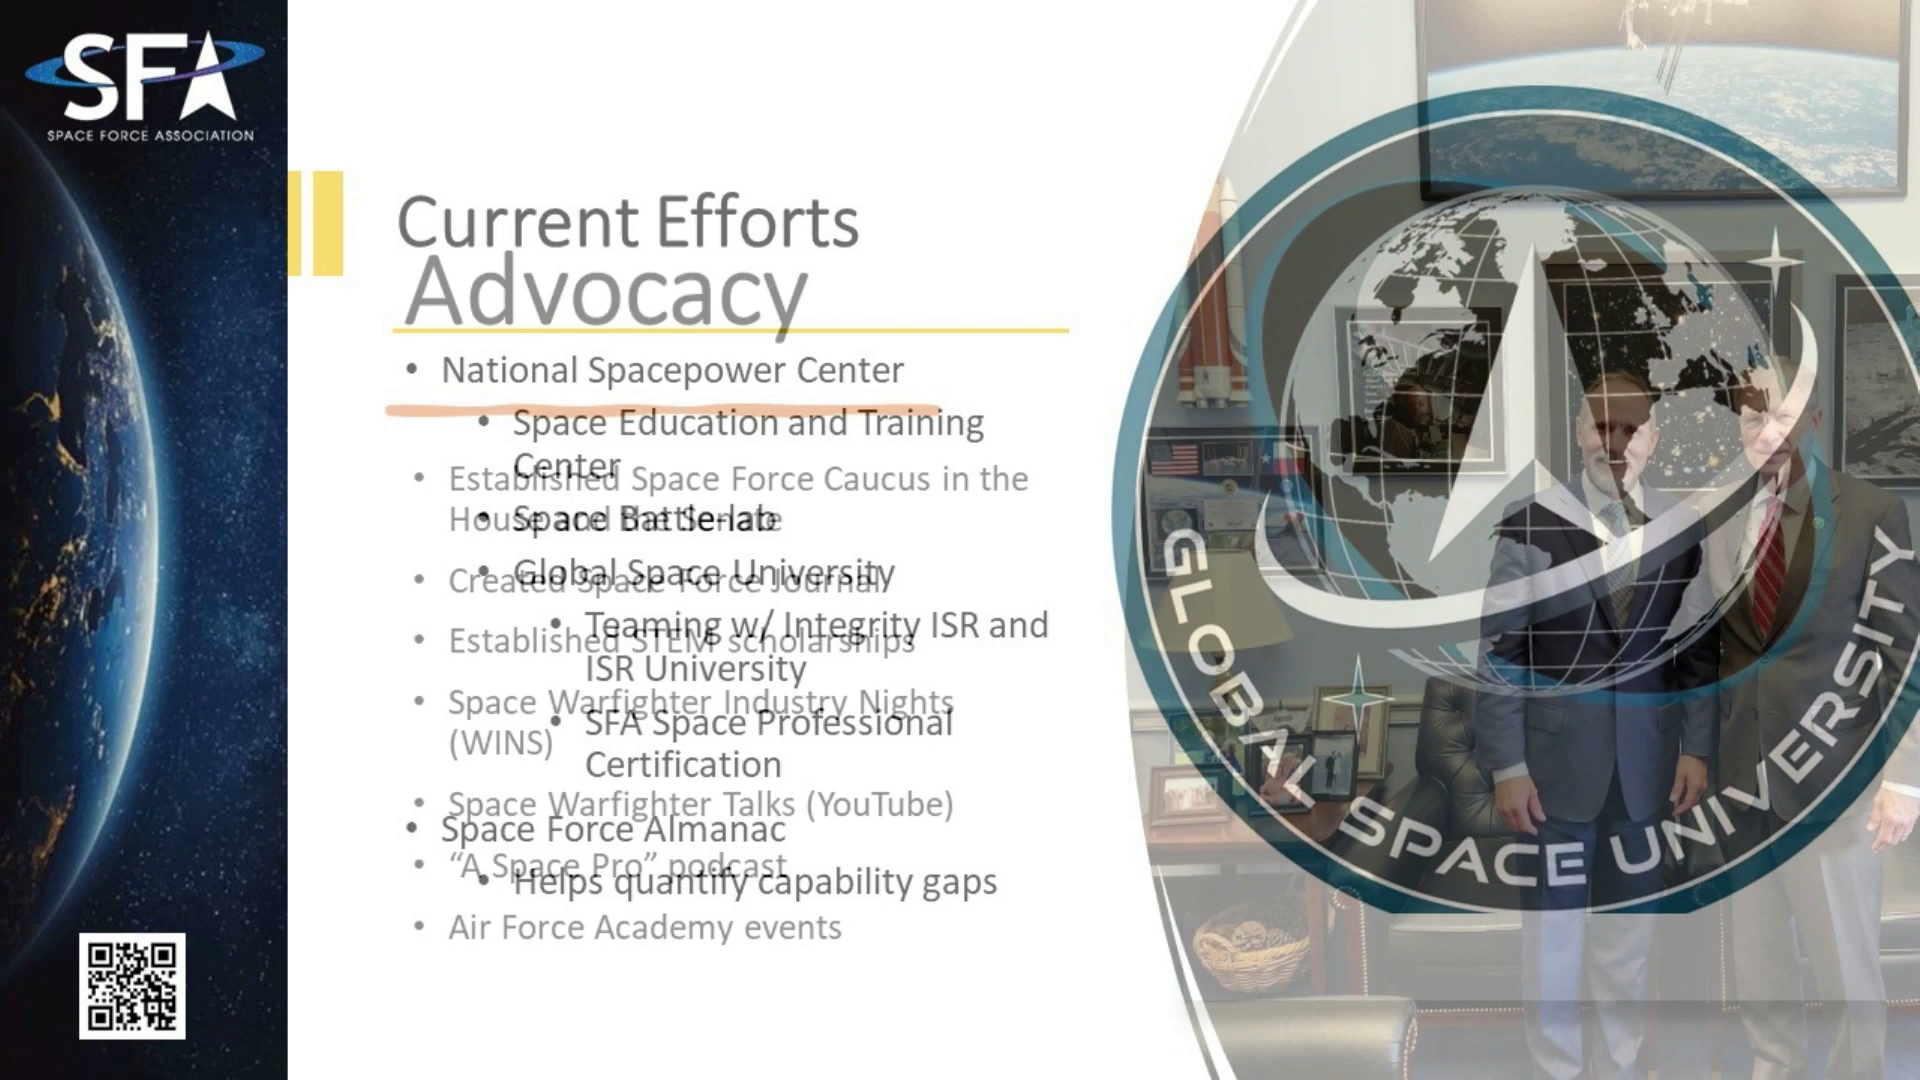 SFA
SPACE FORCE ASSOCIATION
Current Efforts
Advocacy
• National Spacepower Center
• Space Education and Training
Center
• Established Space Force Caucus in the
House and the Senate
• Space Battle-lab
• Global Space University
• Created Space Force Journal
• Teaming w/ Integrity ISR and
ISR University
• Established STEM scholarships
• Space Warfighter Industry Nights
(WINS)
• SFA Space Professional
Certification
• Space Warfighter Talks (YouTube)
• Space Force Almanac
• “A Space Pro” podcast
• Helps quantify capability gaps
• Air Force Academy events
GLOBAL SPACE UNIVERSITY